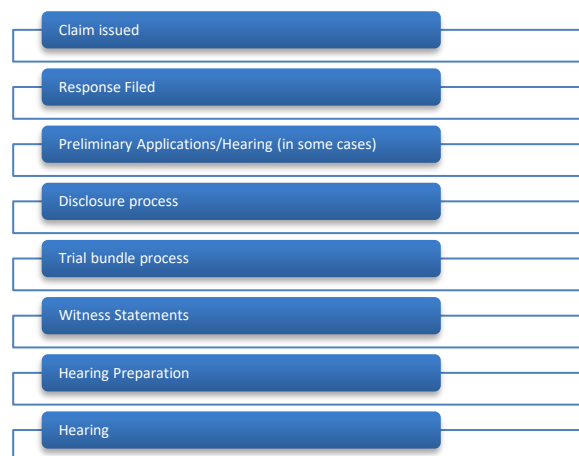 Claim issued
Response Filed
Preliminary Applications/Hearing (in some cases)
Disclosure process
Trial bundle process
Witness Statements
Hearing Preparation
Hearing